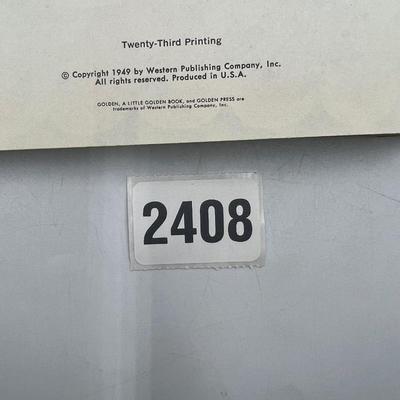 Twenty-Third Printing
© Copyright 1949 by Western Publishing Company, Inc.
All rights reserved. Produced in U.S.A.
GOLDEN, A LITTLE GOLDEN BOOK, and GOLDEN PRESS are
trademarks of Western Publishing Company, Inc.
2408